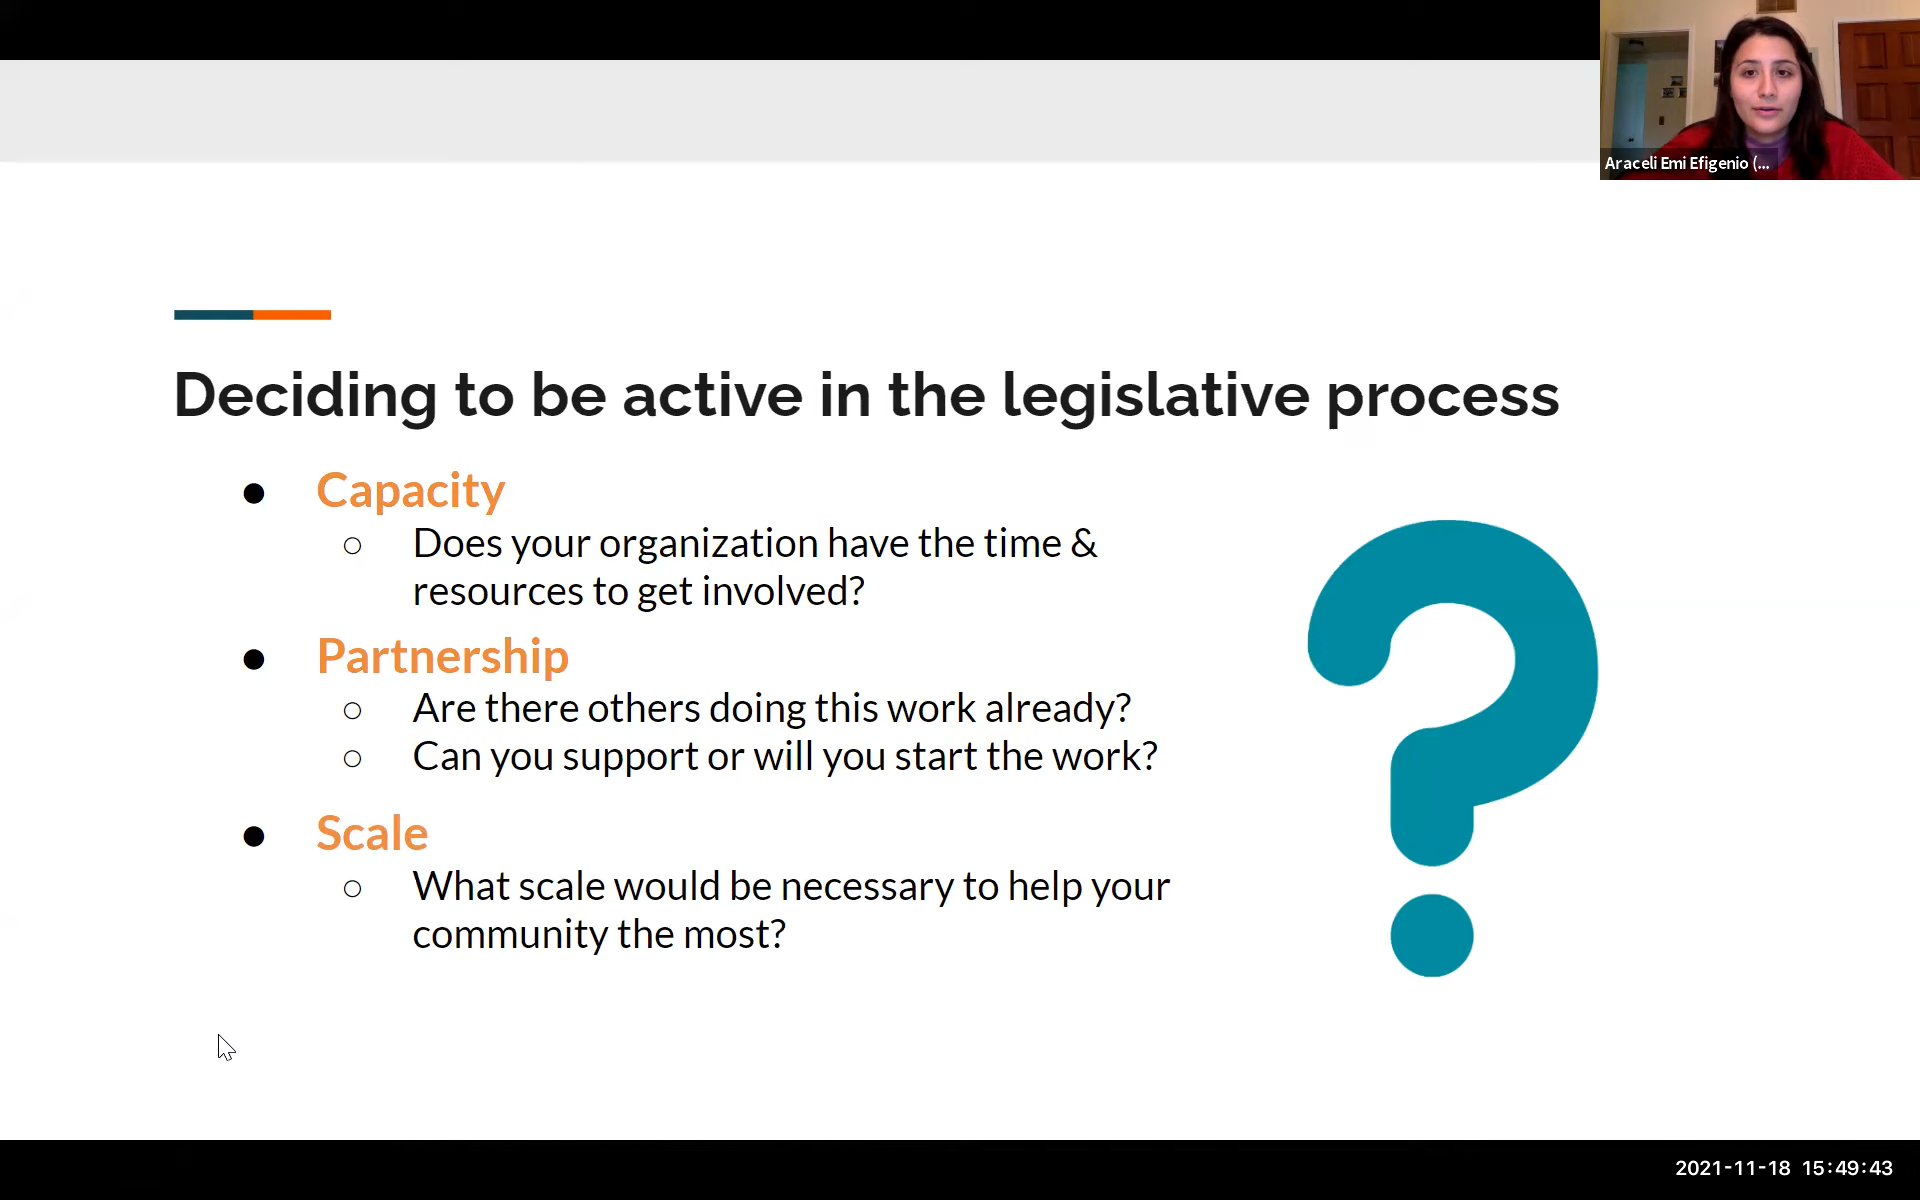 Araceli Emi Efigenio (...
Deciding to be active in the legislative process
● Capacity
○ Does your organization have the time &
resources to get involved?
● Partnership
○ Are there others doing this work already?
○ Can you support or will you start the work?
● Scale
○ What scale would be necessary to help your
community the most?
?
2021-11-18 15:49:43